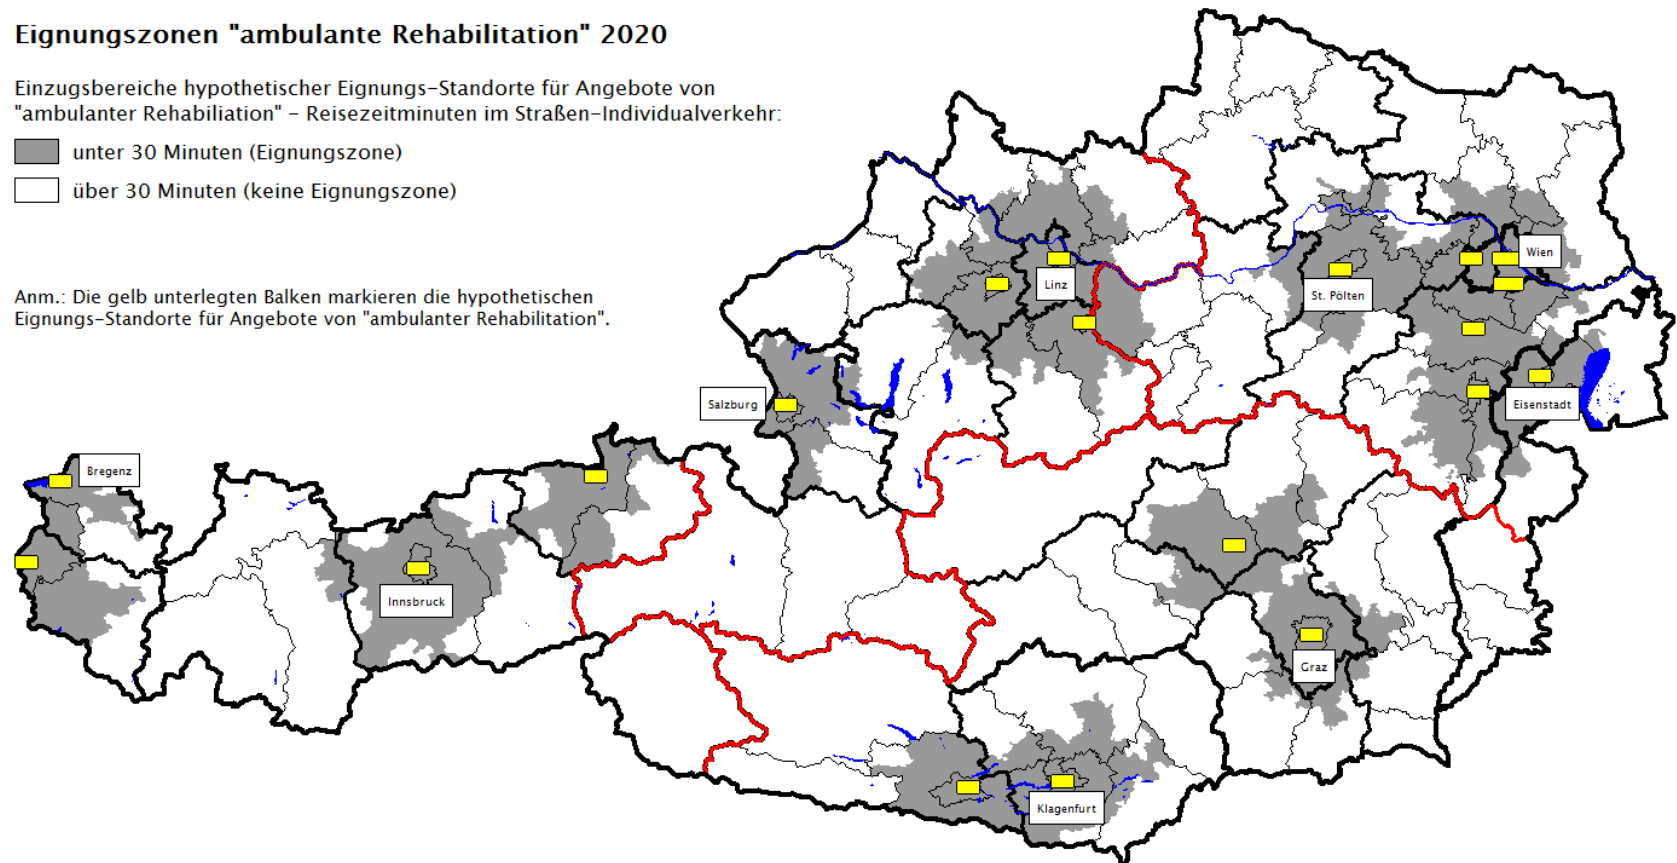 Eignungszonen "ambulante Rehabilitation" 2020
Einzugsbereiche hypothetischer Eignungs-Standorte für Angebote von
"ambulanter Rehabiliation" – Reisezeitminuten im Straßen-Individualverkehr:
unter 30 Minuten (Eignungszone)
über 30 Minuten (keine Eignungszone)
Anm.: Die gelb unterlegten Balken markieren die hypothetischen
Eignungs-Standorte für Angebote von "ambulanter Rehabilitation".
Wien
Linz
St. Pölten
Salzburg
Eisenstadt
Bregenz
Innsbruck
Graz
Klagenfurt